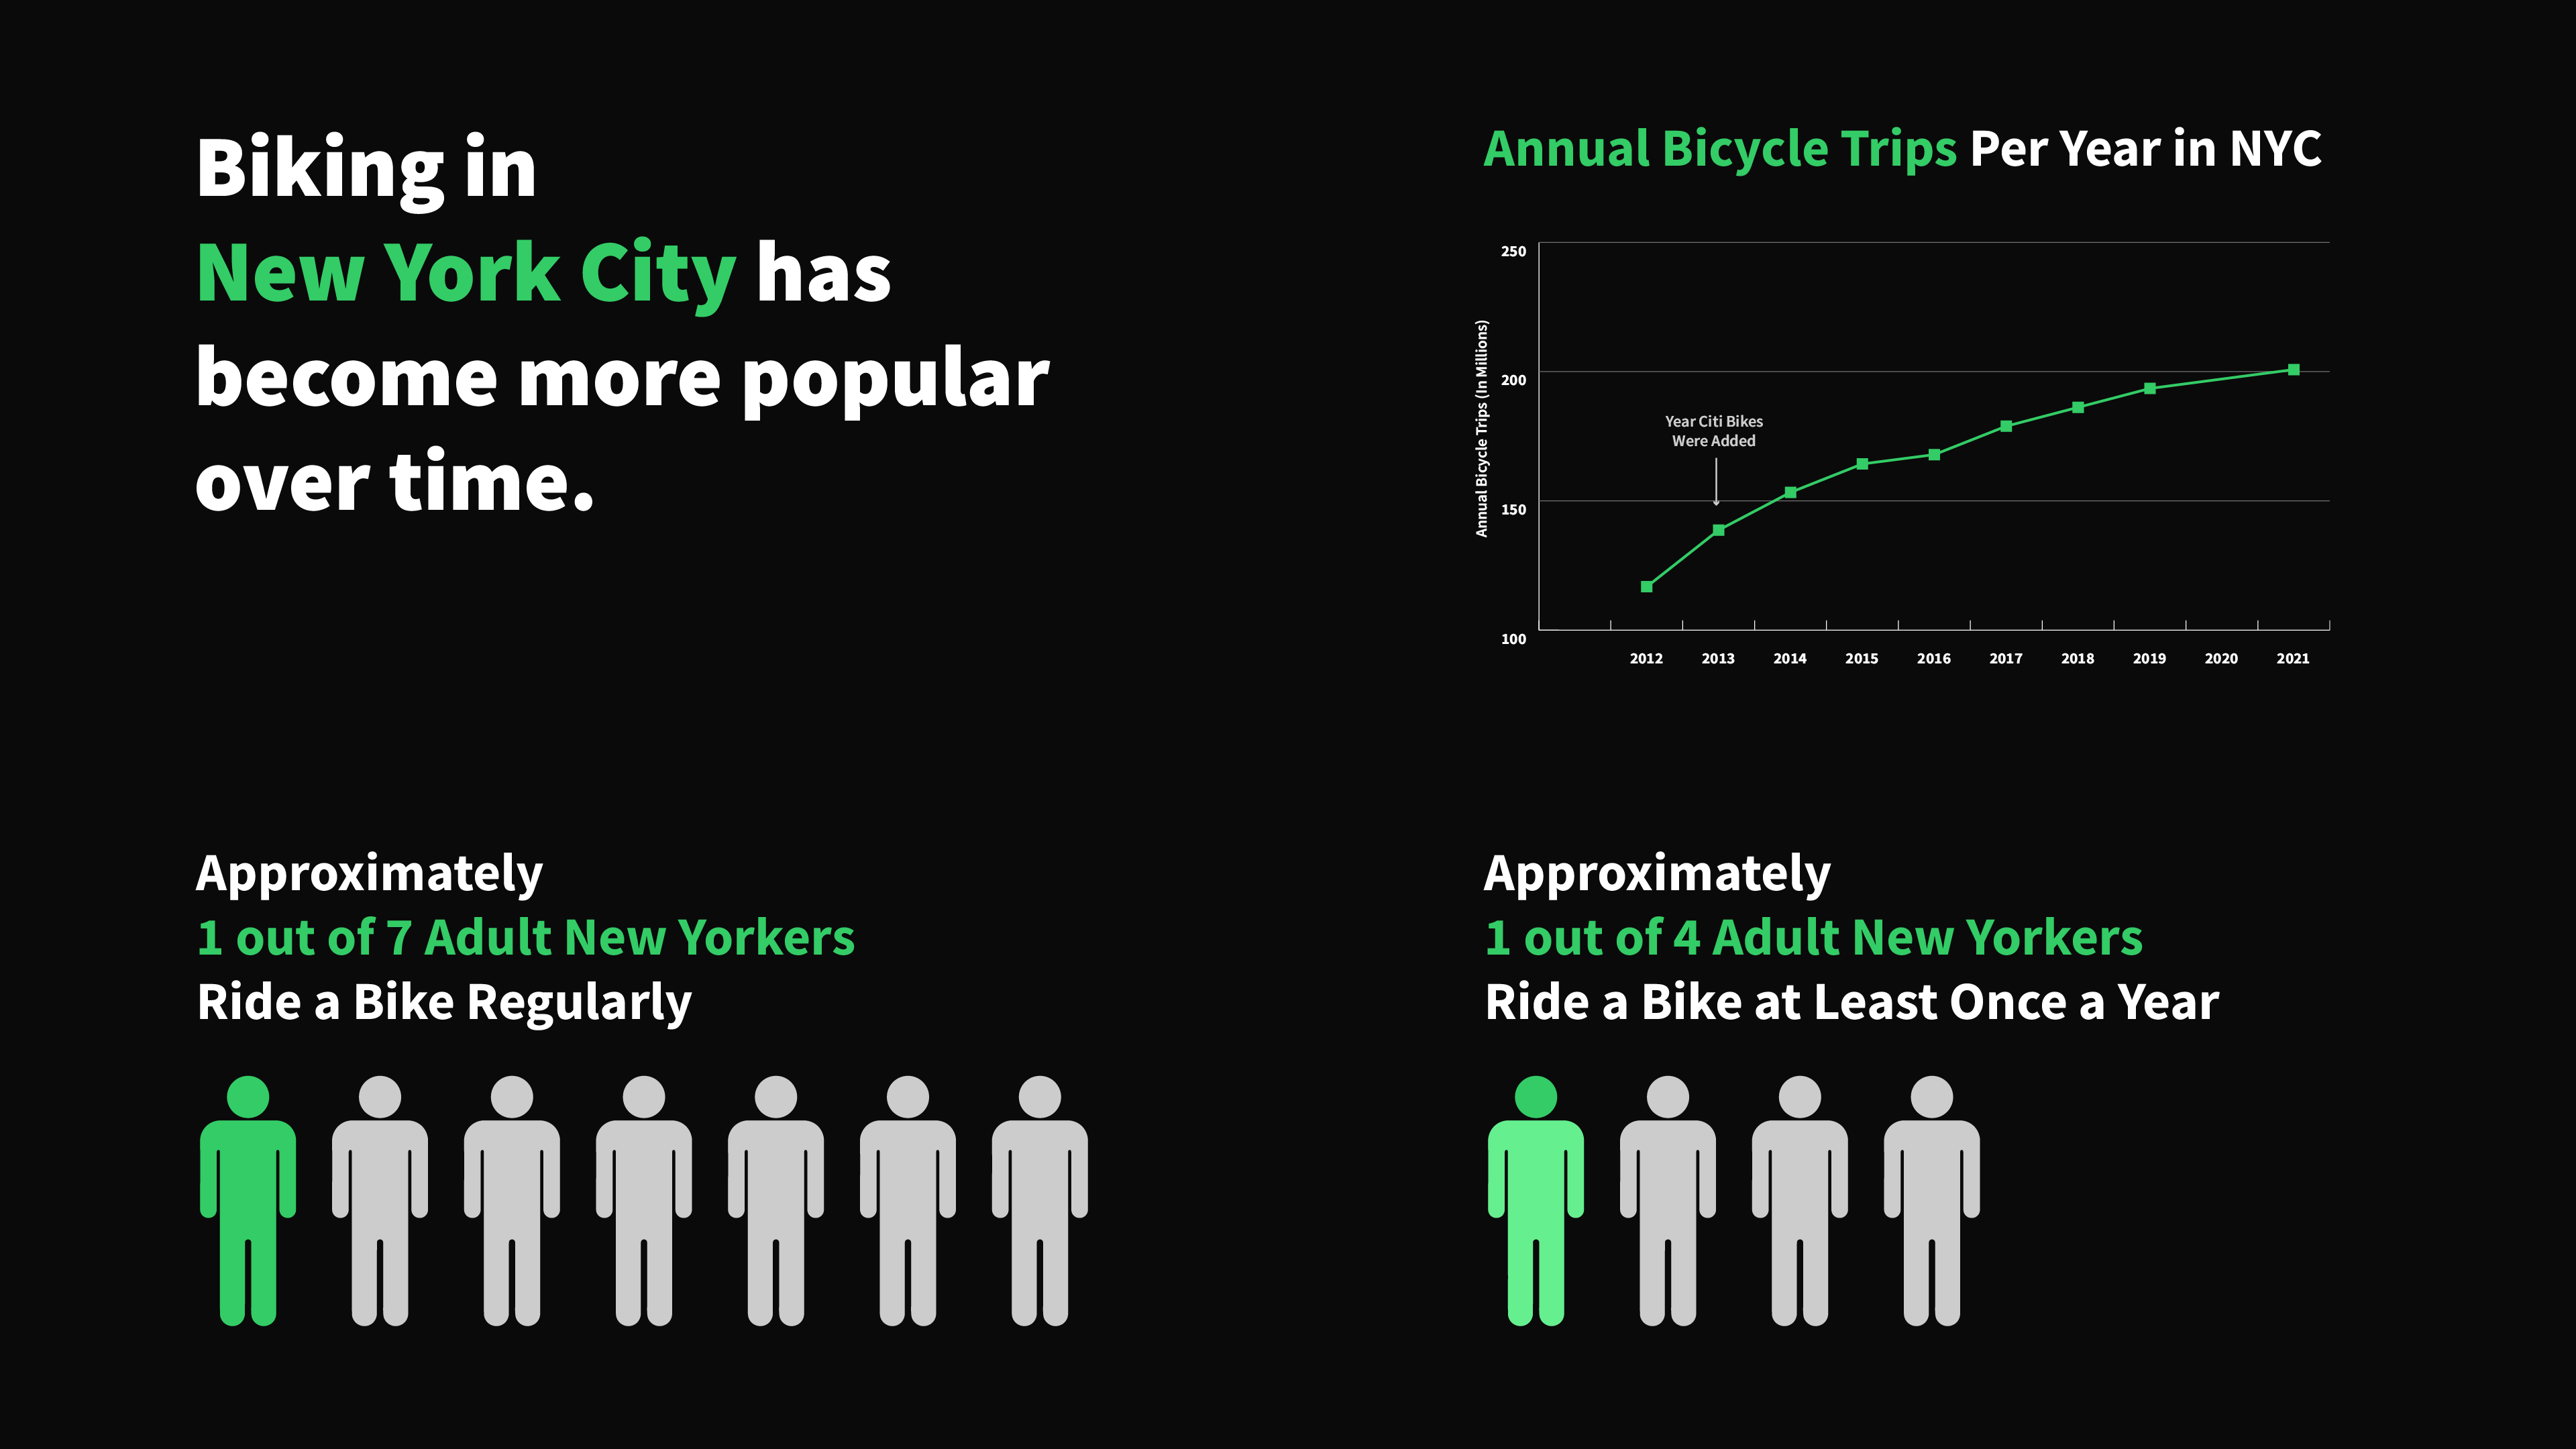 Biking in
New York City has
become more popular
over time.
Annual Bicycle Trips Per Year in NYC
Annual Bicycle Trips (In Millions)
250
200
150
100
Year Citi Bikes
Were Added
2012 2013 2014 2015 2016 2017 2018 2019 2020 2021
Approximately
1 out of 7 Adult New Yorkers
Ride a Bike Regularly
Approximately
1 out of 4 Adult New Yorkers
Ride a Bike at Least Once a Year